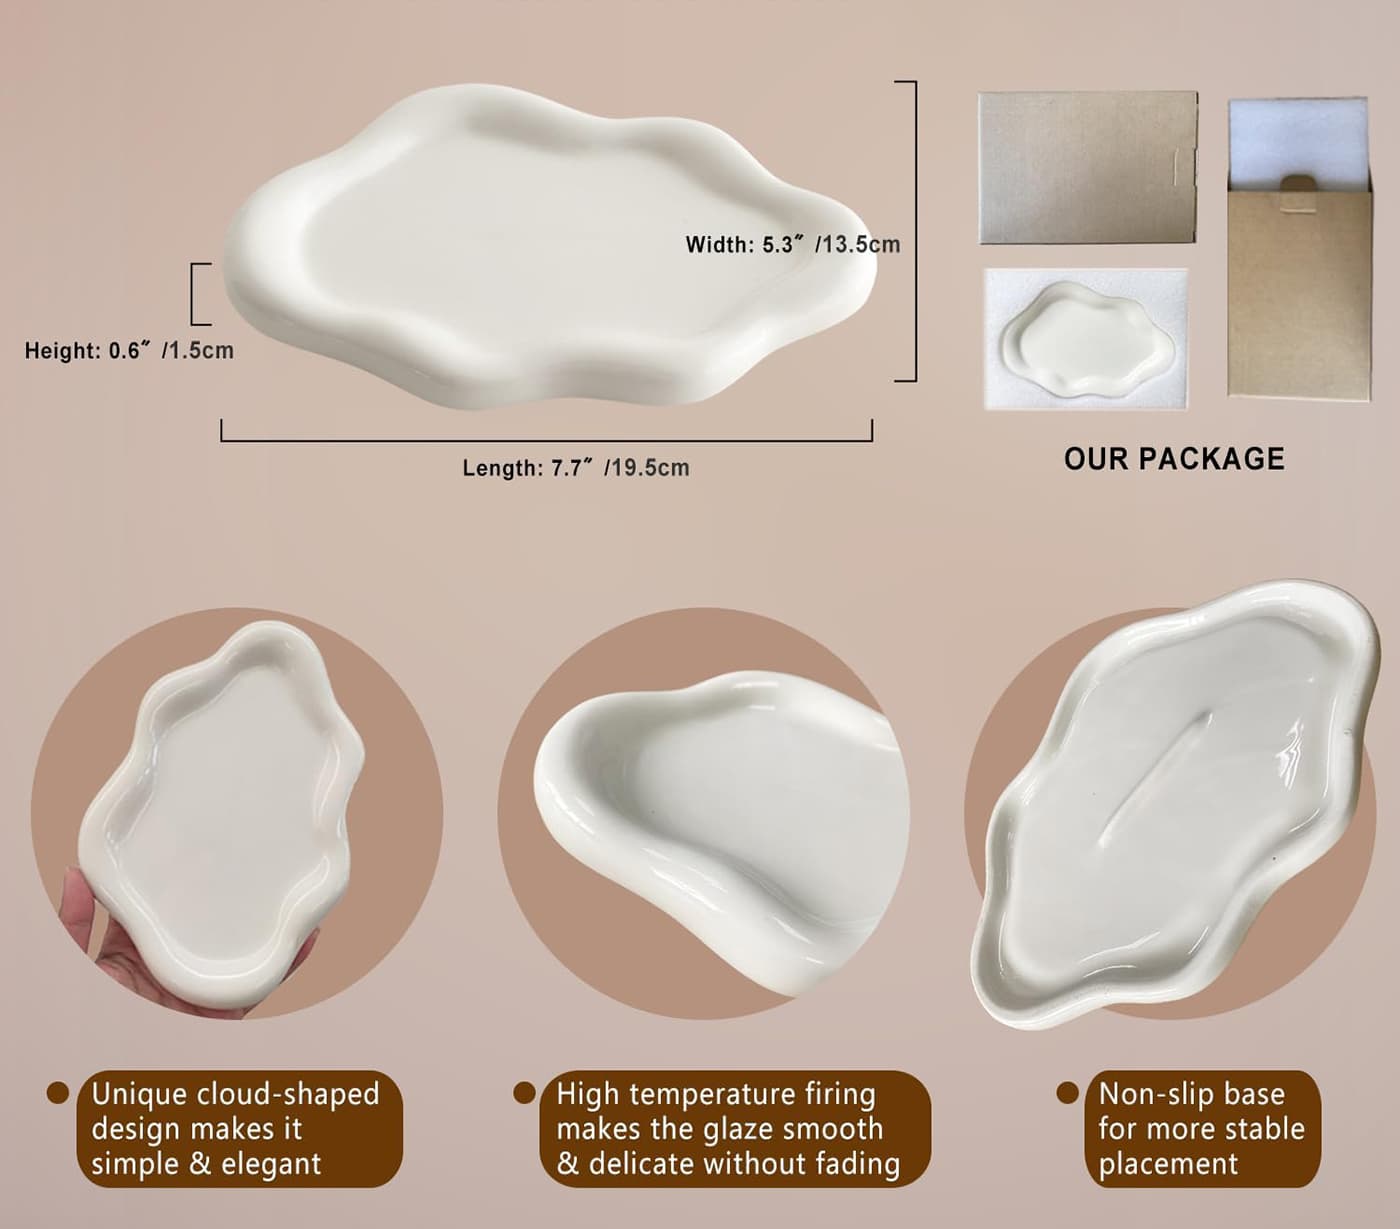 Width: 5.3″ /13.5cm
Height: 0.6″ /1.5cm
Length: 7.7″ /19.5cm
OUR PACKAGE
Unique cloud-shaped
design makes it
simple & elegant
High temperature firing
makes the glaze smooth
& delicate without fading
Non-slip base
for more stable
placement